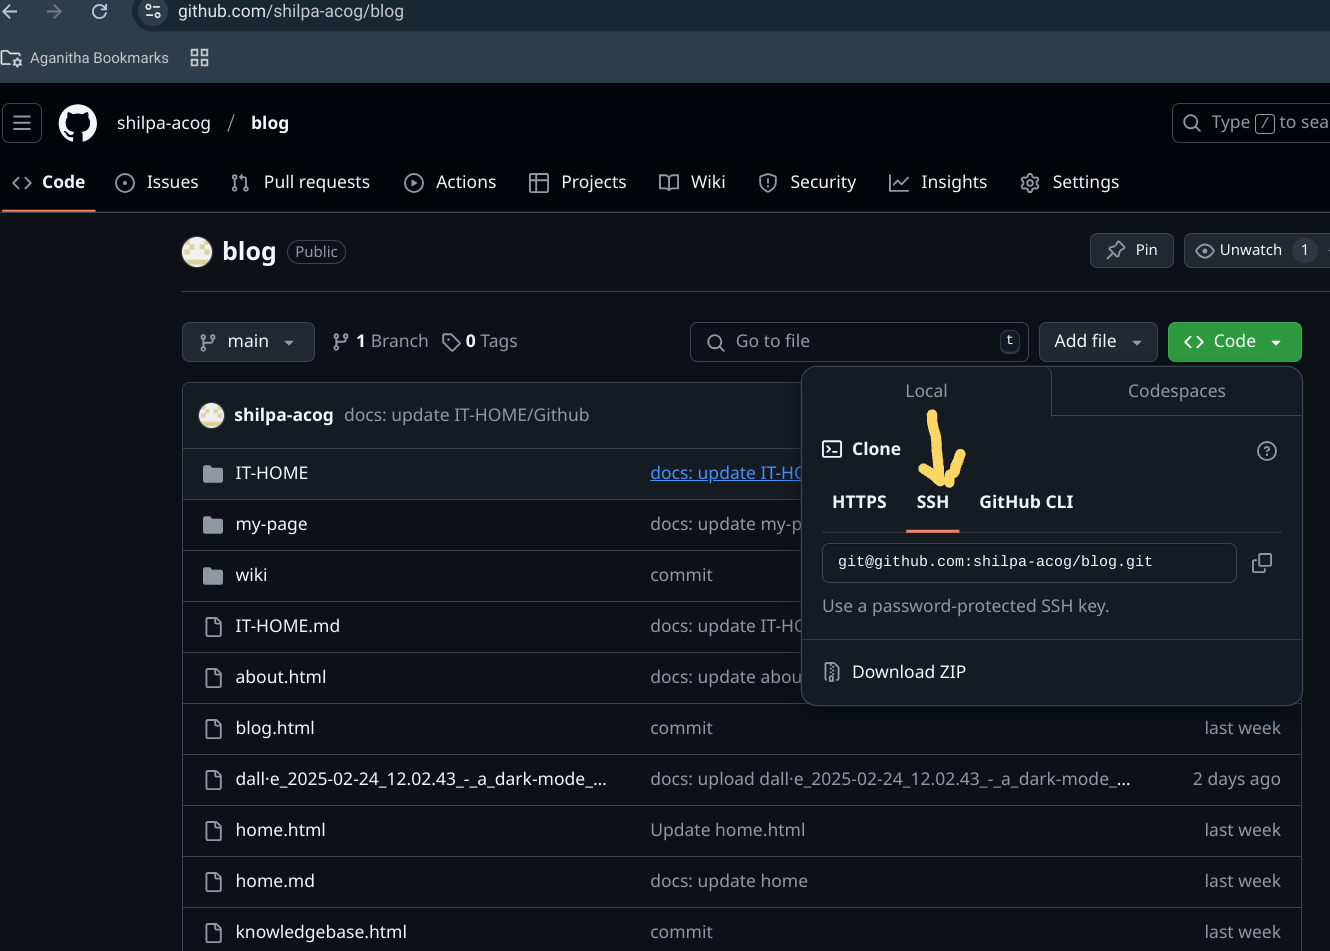 github.com/shilpa-acog/blog
Aganitha Bookmarks
shilpa-acog / blog
Type / to sea
Code Issues Pull requests Actions Projects Wiki Security Insights Settings
blog Public
Pin Unwatch 1
main 1 Branch 0 Tags Go to file t Add file Code
Local Codespaces
shilpa-acog docs: update IT-HOME/Github
Clone
IT-HOME docs: update IT-HO
HTTPS SSH GitHub CLI
my-page docs: update my-p
git@github.com:shilpa-acog/blog.git
wiki commit
Use a password-protected SSH key.
IT-HOME.md docs: update IT-HO
about.html docs: update abou
Download ZIP
blog.html commit last week
dall·e_2025-02-24_12.02.43_-_a_dark-mode_... docs: upload dall·e_2025-02-24_12.02.43_-_a_dark-mode_... 2 days ago
home.html Update home.html last week
home.md docs: update home last week
knowledgebase.html commit last week